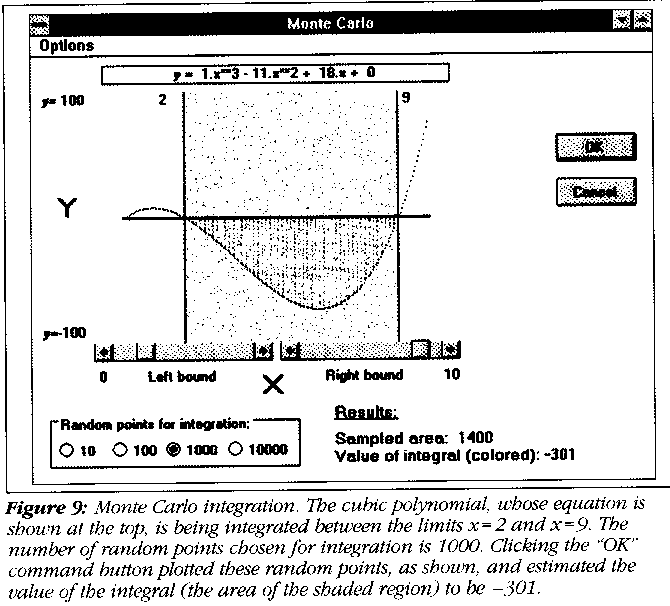 Monte Carlo
Options
y = 1.x**3 - 11.x**2 + 18.x + 0
y= 100
2
9
OK
Y
Cancel
y=-100
0
Left bound
X
Right bound
10
Random points for integration:
10
100
1000
10000
Results:
Sampled area: 1400
Value of integral (colored): -301
Figure 9: Monte Carlo integration. The cubic polynomial, whose equation is
shown at the top, is being integrated between the limits x=2 and x=9. The
number of random points chosen for integration is 1000. Clicking the "OK"
command button plotted these random points, as shown, and estimated the
value of the integral (the area of the shaded region) to be -301.